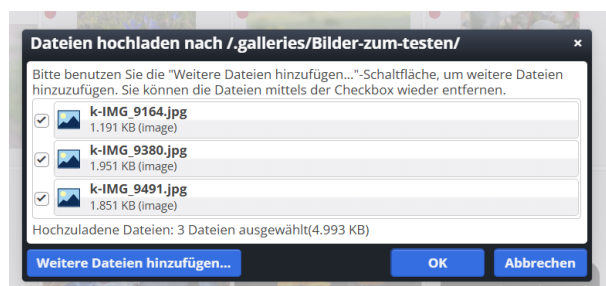 Dateien hochladen nach /.galleries/Bilder-zum-testen/ ×
Bitte benutzen Sie die "Weitere Dateien hinzufügen..."-Schaltfläche, um weitere Dateien
hinzuzufügen. Sie können die Dateien mittels der Checkbox wieder entfernen.
k-IMG_9164.jpg
1.191 KB (image)
k-IMG_9380.jpg
1.951 KB (image)
k-IMG_9491.jpg
1.851 KB (image)
Hochzuladene Dateien: 3 Dateien ausgewählt(4.993 KB)
Weitere Dateien hinzufügen... OK Abbrechen